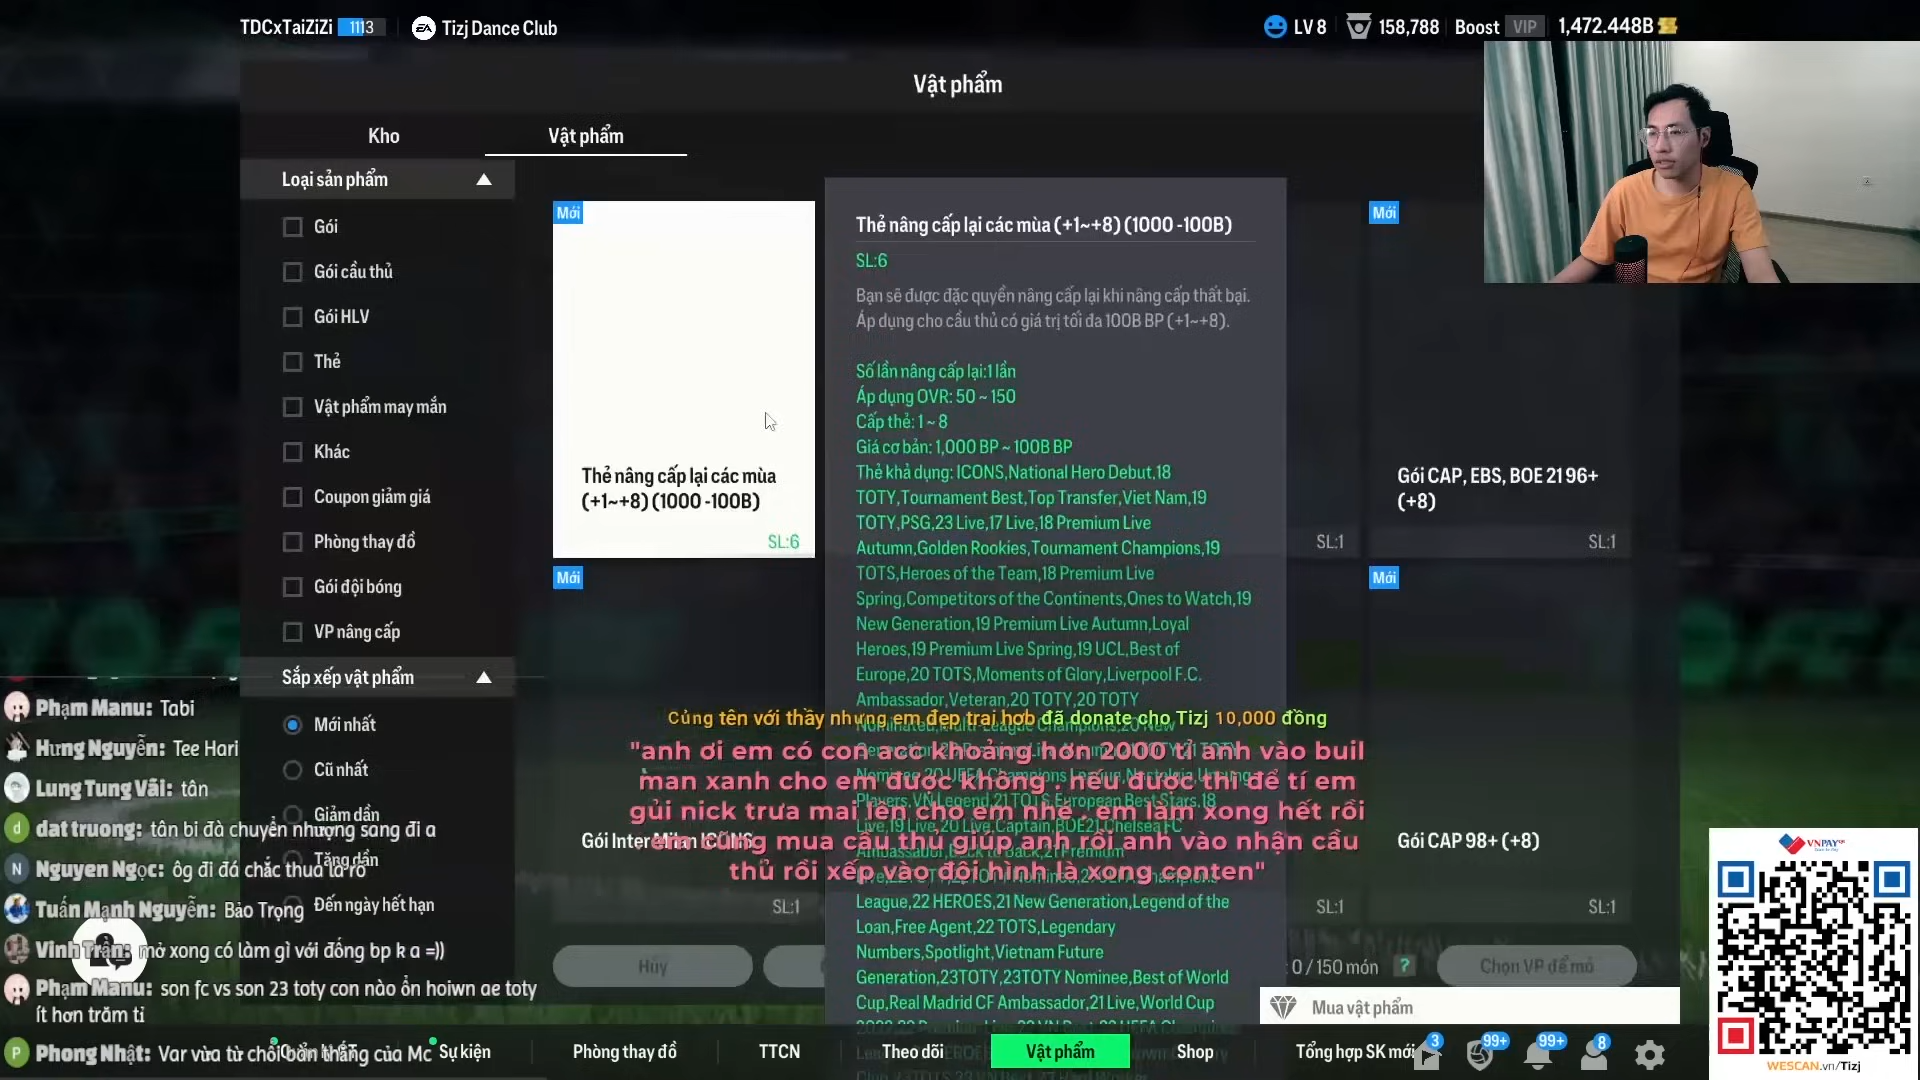 TDCxTaiZiZi 1113 EA Tizj Dance Club
LV 8 158,788 Boost VIP 1,472.448B
Vật phẩm
Kho Vật phẩm
Loại sản phẩm
Gói
Gói cầu thủ
Gói HLV
Thẻ
Vật phẩm may mắn
Khác
Coupon giảm giá
Phòng thay đồ
Gói đội bóng
VP nâng cấp
Sắp xếp vật phẩm
Mới nhất
Cũ nhất
Giảm dần
Tăng dần
Đến ngày hết hạn
Mới
Thẻ nâng cấp lại các mùa
(+1~+8) (1000 -100B)
SL:6
Thẻ nâng cấp lại các mùa (+1~+8) (1000 -100B)
SL:6
Bạn sẽ được đặc quyền nâng cấp lại khi nâng cấp thất bại.
Áp dụng cho cầu thủ có giá trị tối đa 100B BP (+1~+8).
Số lần nâng cấp lại:1 lần
Áp dụng OVR: 50 ~ 150
Cấp thẻ: 1 ~ 8
Giá cơ bản: 1,000 BP ~ 100B BP
Thẻ khả dụng: ICONS,National Hero Debut,18
TOTY,Tournament Best,Top Transfer,Viet Nam,19
TOTY,PSG,23 Live,17 Live,18 Premium Live
Autumn,Golden Rookies,Tournament Champions,19
TOTS,Heroes of the Team,18 Premium Live
Spring,Competitors of the Continents,Ones to Watch,19
New Generation,19 Premium Live Autumn,Loyal
Heroes,19 Premium Live Spring,19 UCL,Best of
Europe,20 TOTS,Moments of Glory,Liverpool F.C.
Ambassador,Veteran,20 TOTY,20 TOTY
League,22 HEROES,21 New Generation,Legend of the
Loan,Free Agent,22 TOTS,Legendary
Numbers,Spotlight,Vietnam Future
Generation,23TOTY,23TOTY Nominee,Best of World
Cup,Real Madrid CF Ambassador,21 Live,World Cup
Cùng tên với thầy nhưng em đẹp trai hơb đã donate cho Tizj 10,000 đồng
"anh ơi em có con acc khoảng hơn 2000 tỉ anh vào buil
man xanh cho em được không . nếu được thì để tí em
gủi nick trưa mai lên cho em nhé . em làm xong hết rồi
em cũng mua cầu thủ giúp anh rồi anh vào nhận cầu
thủ rồi xếp vào đội hình là xong conten"
Mới
Gói CAP, EBS, BOE 21 96+
(+8)
SL:1
SL:1
Mới
SL:1
SL:1
Mới
Gói CAP 98+ (+8)
SL:1
Hủy
0 / 150 món ?
Chọn VP để mở
Mua vật phẩm
Phạm Manu: Tabi
Hưng Nguyễn: Tee Hari
Lung Tung Vãi: tân
dat truong: tân bi đà chuyển nhượng sang đi a
Nguyen Ngọc: ôg đi đá chắc thua là rõ
Tuấn Mạnh Nguyễn: Bảo Trọng
Vinh Trần: mở xong có làm gì với đống bp k a =))
Phạm Manu: son fc vs son 23 toty con nào ổn hoiwn ae toty
ít hơn trăm tỉ
Phong Nhật: Var vừa từ chối bàn thắng của Mc
Sự kiện Phòng thay đồ TTCN Theo dõi Vật phẩm Shop Tổng hợp SK mới 3 99+ 99+ 8
VNPAY
WESCAN.vn/Tizj